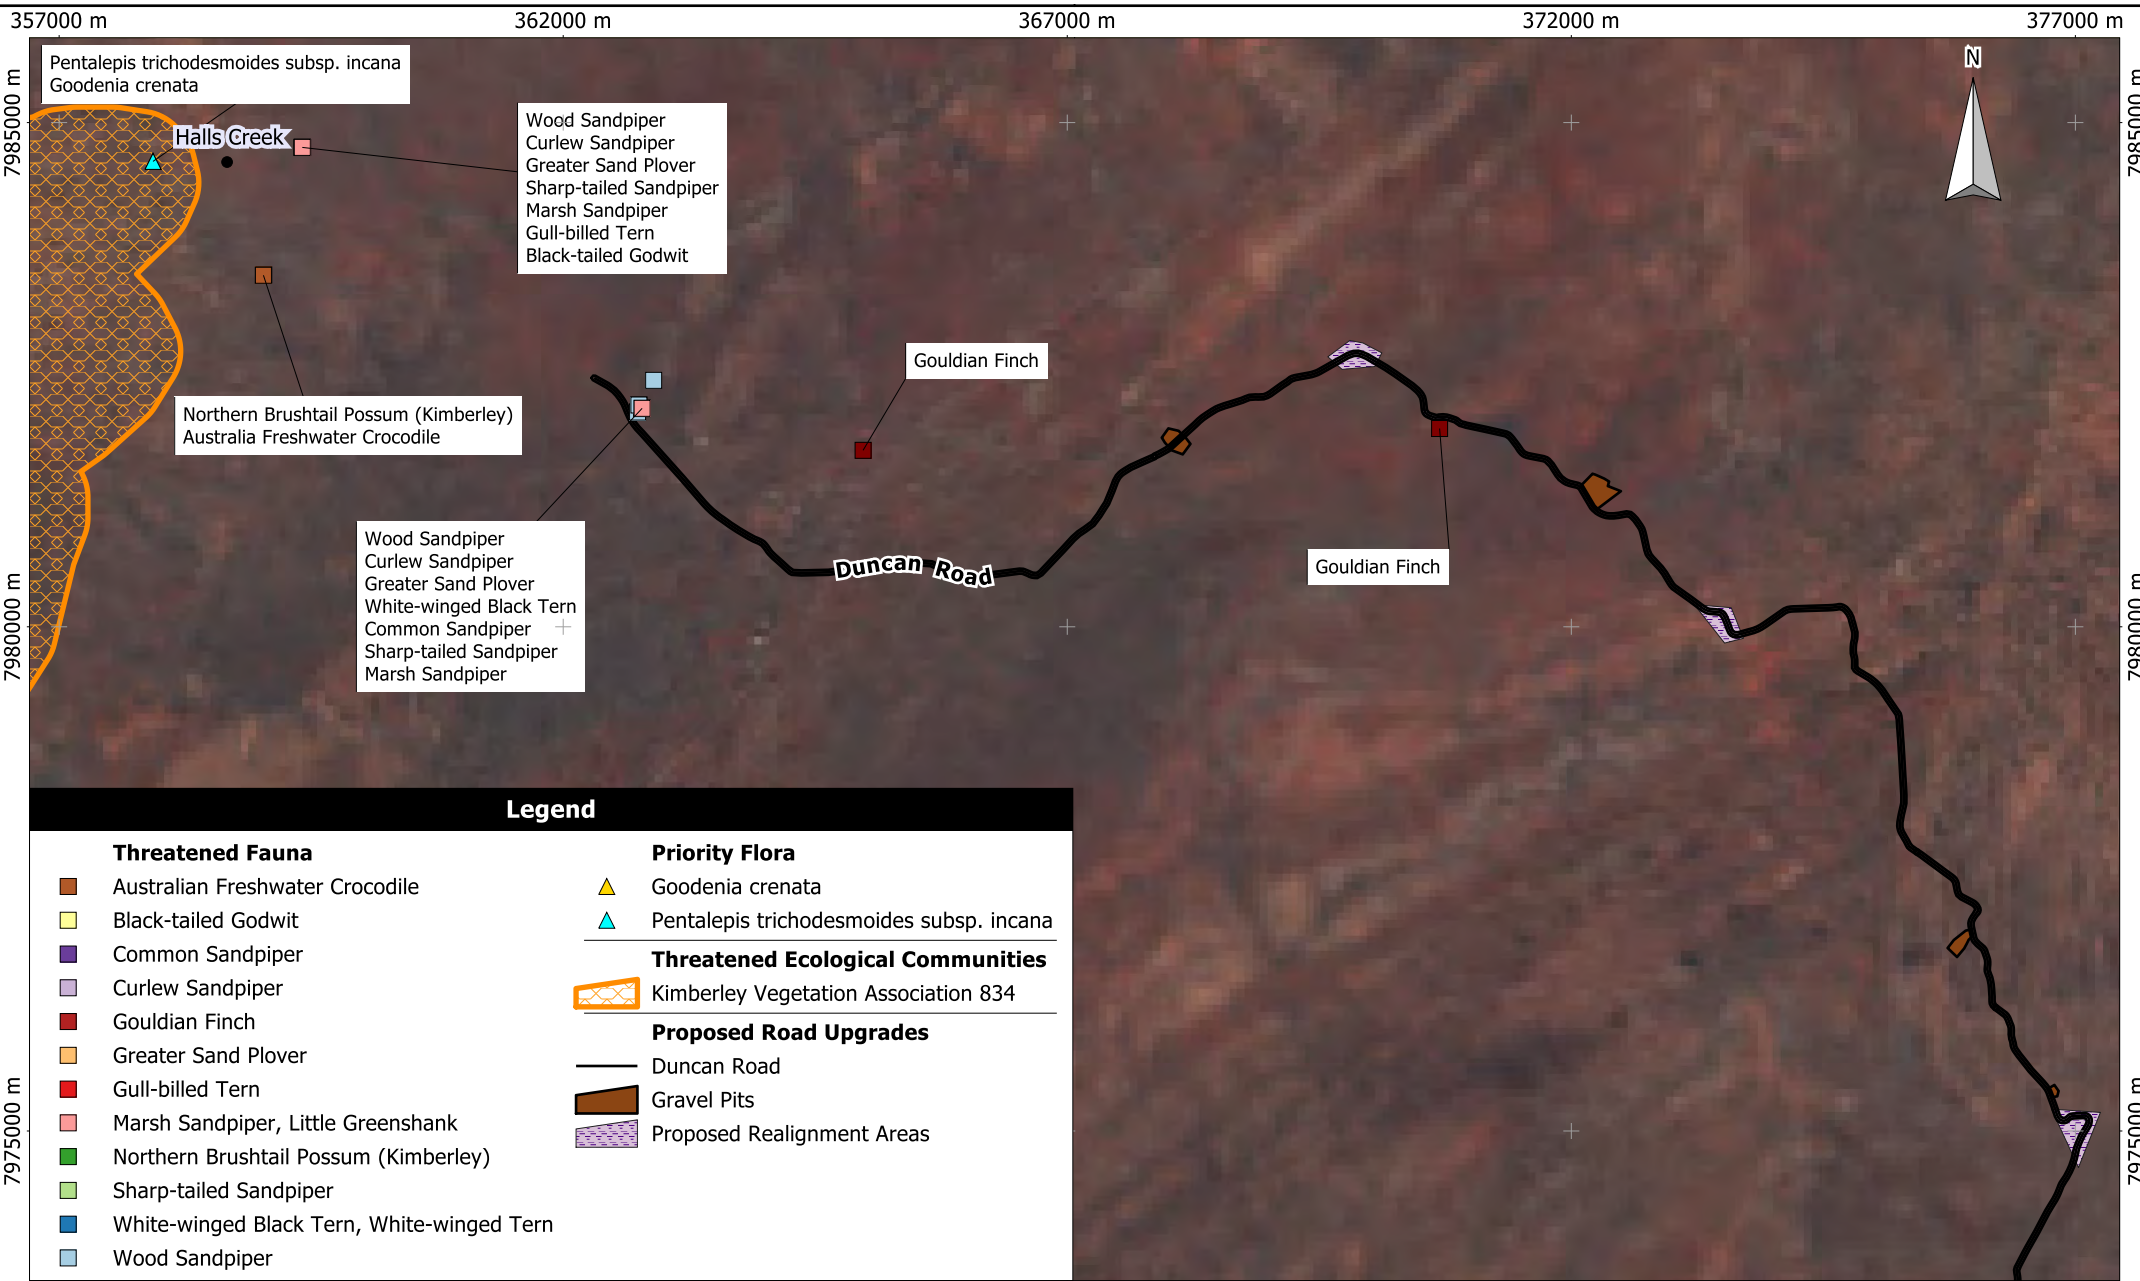 357000 m
362000 m
367000 m
372000 m
377000 m
7985000 m
7980000 m
7975000 m
7985000 m
7980000 m
7975000 m
N
Pentalepis trichodesmoides subsp. incana
Goodenia crenata
Halls Creek
Wood Sandpiper
Curlew Sandpiper
Greater Sand Plover
Sharp-tailed Sandpiper
Marsh Sandpiper
Gull-billed Tern
Black-tailed Godwit
Gouldian Finch
Northern Brushtail Possum (Kimberley)
Australia Freshwater Crocodile
Wood Sandpiper
Curlew Sandpiper
Greater Sand Plover
White-winged Black Tern
Common Sandpiper
Sharp-tailed Sandpiper
Marsh Sandpiper
Duncan Road
Gouldian Finch
Legend
Threatened Fauna
Australian Freshwater Crocodile
Black-tailed Godwit
Common Sandpiper
Curlew Sandpiper
Gouldian Finch
Greater Sand Plover
Gull-billed Tern
Marsh Sandpiper, Little Greenshank
Northern Brushtail Possum (Kimberley)
Sharp-tailed Sandpiper
White-winged Black Tern, White-winged Tern
Wood Sandpiper
Priority Flora
Goodenia crenata
Pentalepis trichodesmoides subsp. incana
Threatened Ecological Communities
Kimberley Vegetation Association 834
Proposed Road Upgrades
Duncan Road
Gravel Pits
Proposed Realignment Areas